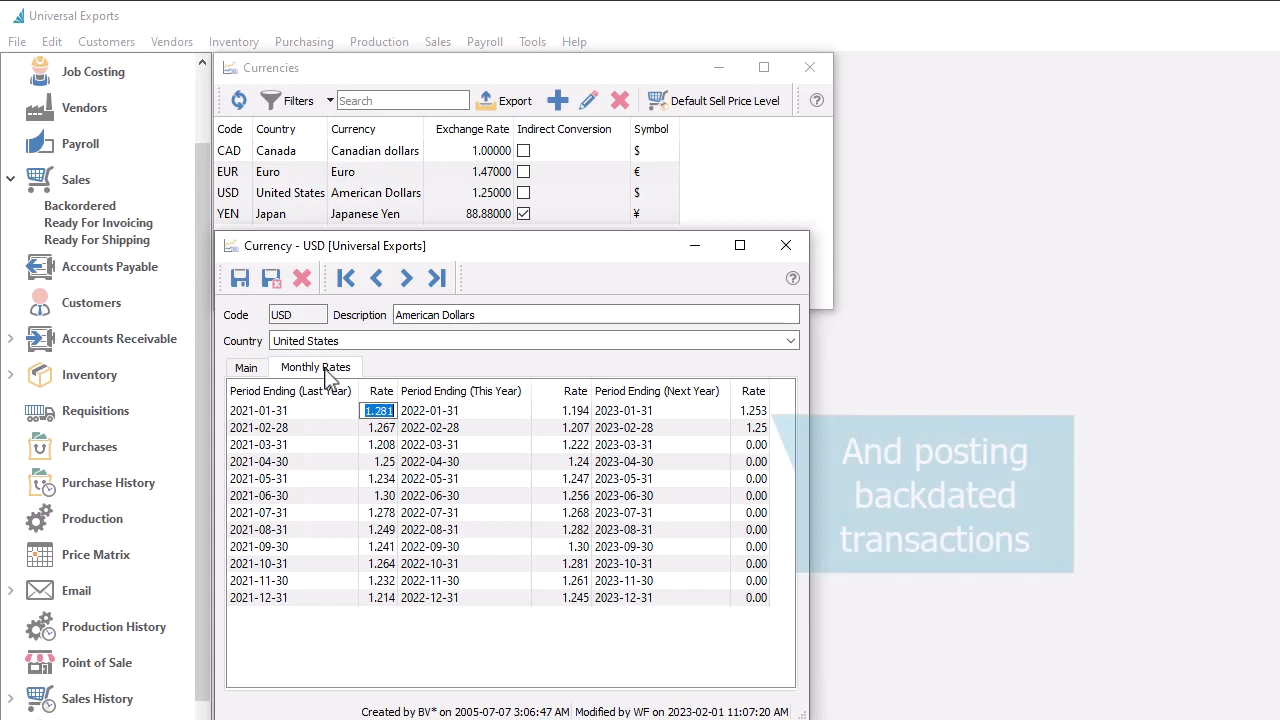 Universal Exports
File Edit Customers Vendors Inventory Purchasing Production Sales Payroll Tools Help
Job Costing
Vendors
Payroll
Sales
Backordered
Ready For Invoicing
Ready For Shipping
Accounts Payable
Customers
Accounts Receivable
Inventory
Requisitions
Purchases
Purchase History
Production
Price Matrix
Email
Production History
Point of Sale
Sales History
Currencies
Filters Search Export Default Sell Price Level
Code Country Currency Exchange Rate Indirect Conversion Symbol
CAD Canada Canadian dollars 1.00000 $
EUR Euro Euro 1.47000 €
USD United States American Dollars 1.25000 $
YEN Japan Japanese Yen 88.88000 ¥
Currency - USD [Universal Exports]
Code USD Description American Dollars
Country United States
Main Monthly Rates
Period Ending (Last Year) Rate Period Ending (This Year) Rate Period Ending (Next Year) Rate
2021-01-31 1.281 2022-01-31 1.194 2023-01-31 1.253
2021-02-28 1.267 2022-02-28 1.207 2023-02-28 1.25
2021-03-31 1.208 2022-03-31 1.222 2023-03-31 0.00
2021-04-30 1.25 2022-04-30 1.24 2023-04-30 0.00
2021-05-31 1.234 2022-05-31 1.247 2023-05-31 0.00
2021-06-30 1.30 2022-06-30 1.256 2023-06-30 0.00
2021-07-31 1.278 2022-07-31 1.268 2023-07-31 0.00
2021-08-31 1.249 2022-08-31 1.282 2023-08-31 0.00
2021-09-30 1.241 2022-09-30 1.30 2023-09-30 0.00
2021-10-31 1.264 2022-10-31 1.281 2023-10-31 0.00
2021-11-30 1.232 2022-11-30 1.261 2023-11-30 0.00
2021-12-31 1.214 2022-12-31 1.245 2023-12-31 0.00
Created by BV* on 2005-07-07 3:06:47 AM Modified by WF on 2023-02-01 11:07:20 AM
And posting
backdated
transactions